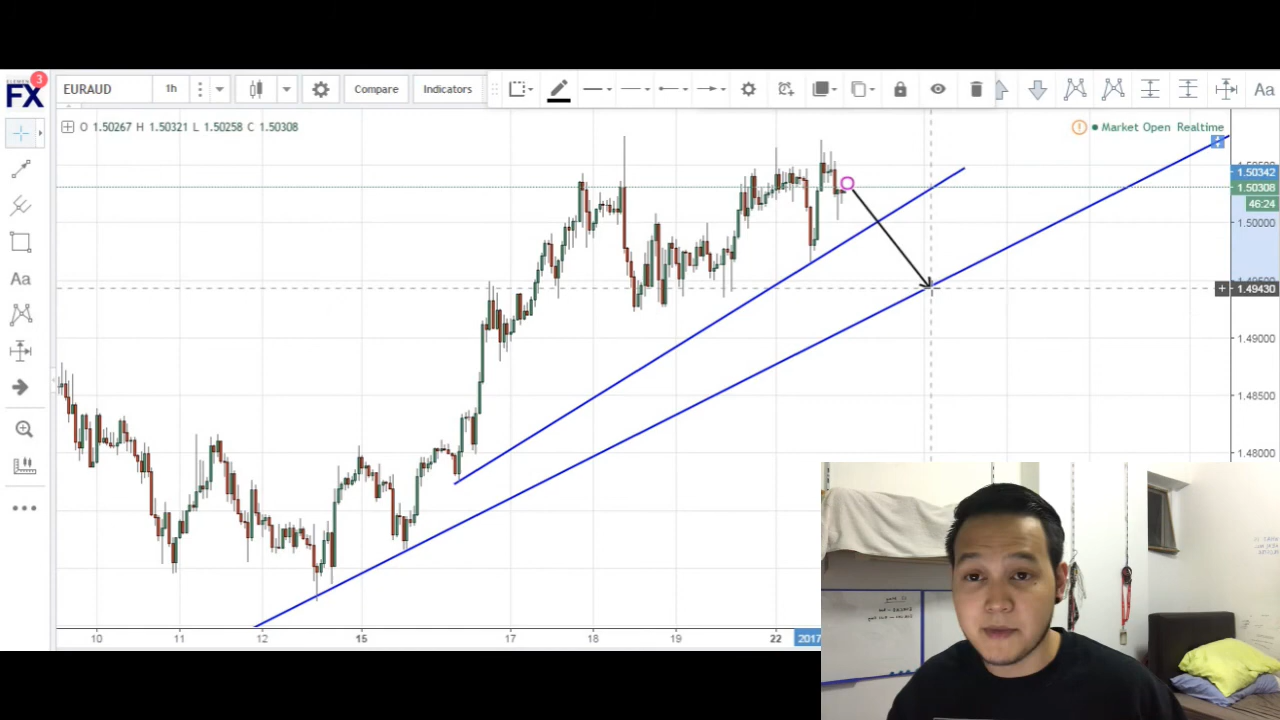 3
FX
EURAUD
1h
Compare
Indicators
Aa
O 1.50267 H 1.50321 L 1.50258 C 1.50308
Market Open Realtime
1.50342
1.50308
46:24
1.50000
1.49430
1.49000
1.48500
1.48000
Aa
10
11
12
15
17
18
19
22
2017